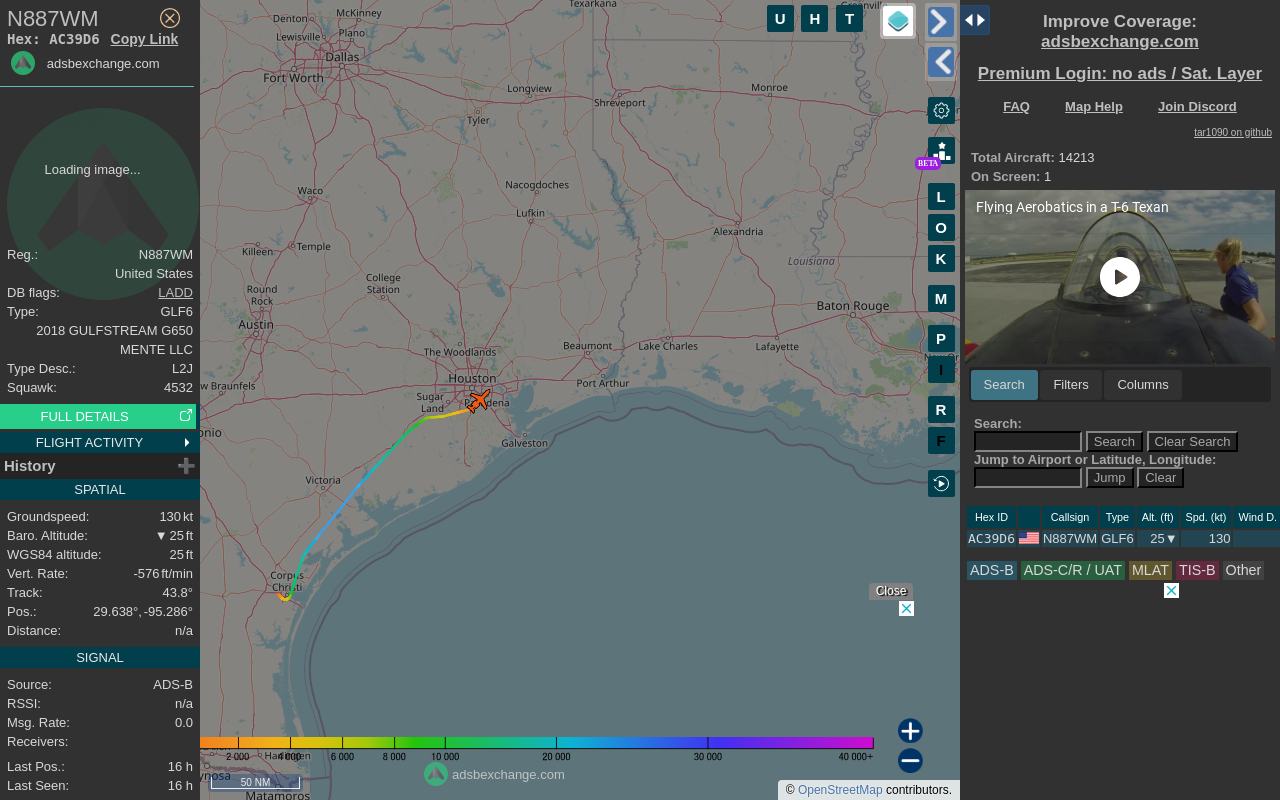 N887WM
Hex: AC39D6 Copy Link
adsbexchange.com
Loading image...
Reg.: N887WM
United States
DB flags: LADD
Type: GLF6
2018 GULFSTREAM G650
MENTE LLC
Type Desc.: L2J
Squawk: 4532
FULL DETAILS
FLIGHT ACTIVITY
History
SPATIAL
Groundspeed: 130 kt
Baro. Altitude: ▼ 25 ft
WGS84 altitude: 25 ft
Vert. Rate: -576 ft/min
Track: 43.8°
Pos.: 29.638°, -95.286°
Distance: n/a
SIGNAL
Source: ADS-B
RSSI: n/a
Msg. Rate: 0.0
Receivers:
Last Pos.: 16 h
Last Seen: 16 h
Texarkana
Denton
McKinney
Lewisville
Plano
Dallas
Fort Worth
Longview
Shreveport
Monroe
Tyler
Waco
Nacogdoches
Lufkin
Alexandria
Killeen
Temple
Louisiana
College
Station
Round
Rock
Austin
Baton Rouge
The Woodlands
Beaumont
Lake Charles
Lafayette
Houston
Port Arthur
w Braunfels
Sugar
Land
Galveston
onio
Victoria
Corpus
Christi
U H T
BETA
L
O
K
M
P
I
R
F
Close
2 000 4 000 6 000 8 000 10 000 20 000 30 000 40 000+
50 NM
adsbexchange.com
Matamoros
© OpenStreetMap contributors.
Improve Coverage:
adsbexchange.com
Premium Login: no ads / Sat. Layer
FAQ Map Help Join Discord
tar1090 on github
Total Aircraft: 14213
On Screen: 1
Flying Aerobatics in a T-6 Texan
Search Filters Columns
Search:
Search Clear Search
Jump to Airport or Latitude, Longitude:
Jump Clear
Hex ID Callsign Type Alt. (ft) Spd. (kt) Wind D.
AC39D6 N887WM GLF6 25▼ 130
ADS-B ADS-C/R / UAT MLAT TIS-B Other